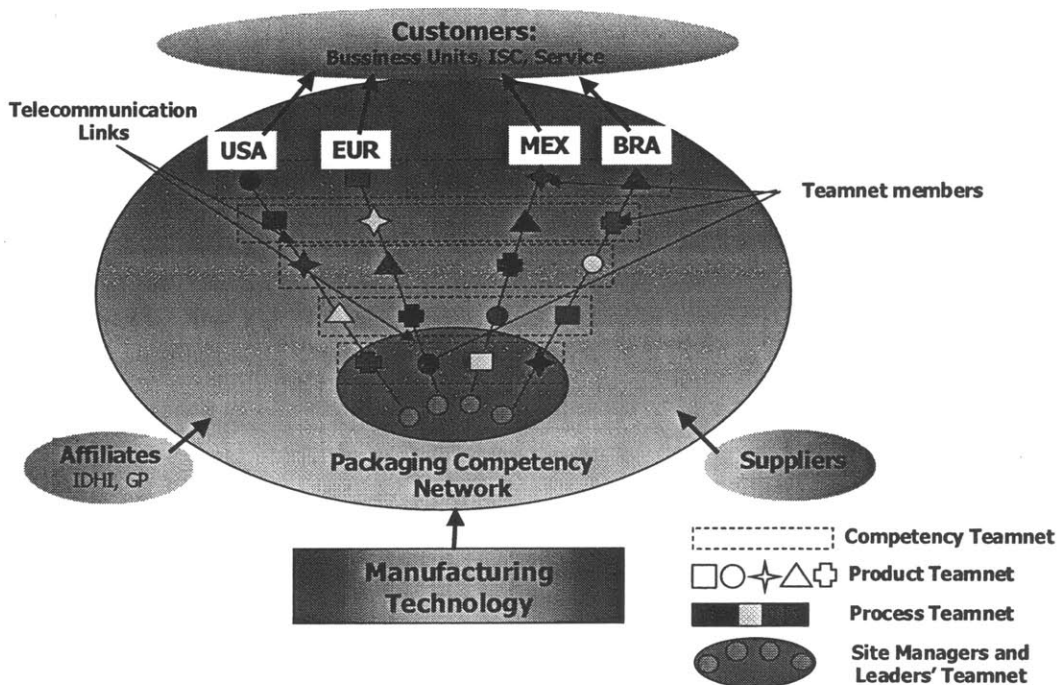 Customers:
Bussiness Units, ISC, Service
Telecommunication
Links
USA
EUR
MEX
BRA
Teamnet members
Affiliates
IDHI, GP
Packaging Competency
Network
Suppliers
Manufacturing
Technology
Competency Teamnet
Product Teamnet
Process Teamnet
Site Managers and
Leaders' Teamnet